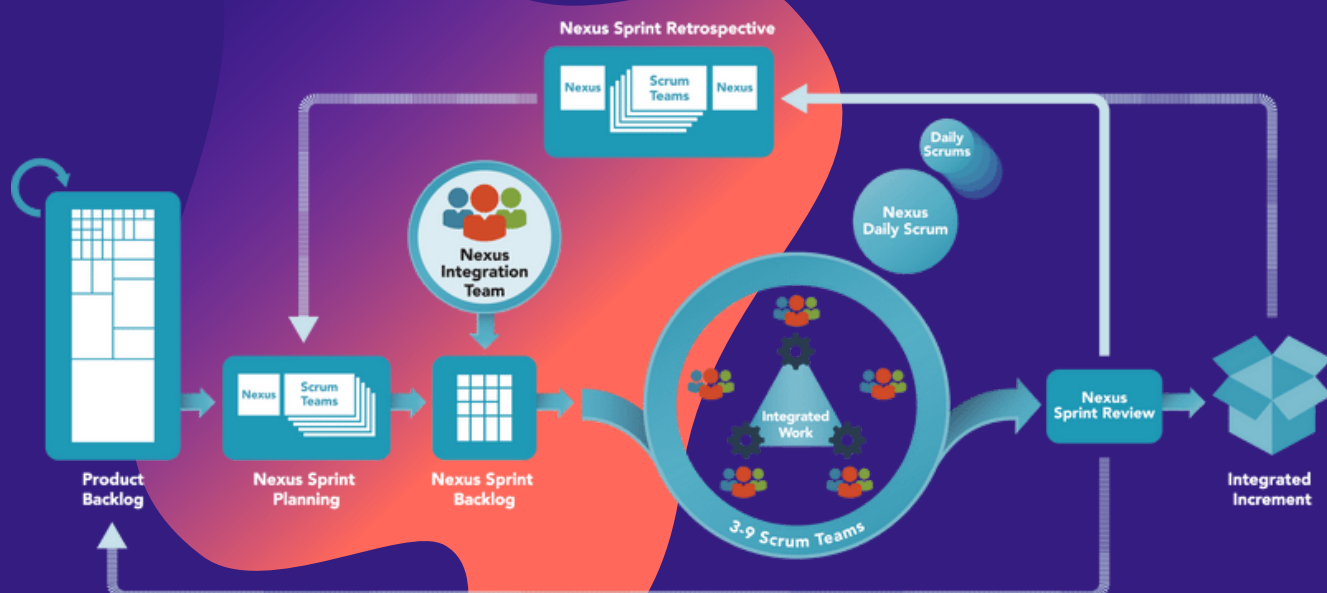 Nexus Sprint Retrospective
Nexus
Scrum
Teams
Nexus
Daily
Scrums
Nexus
Daily Scrum
Nexus
Integration
Team
Nexus
Scrum
Teams
Integrated
Work
Nexus
Sprint Review
Product
Backlog
Nexus Sprint
Planning
Nexus Sprint
Backlog
3-9 Scrum Teams
Integrated
Increment